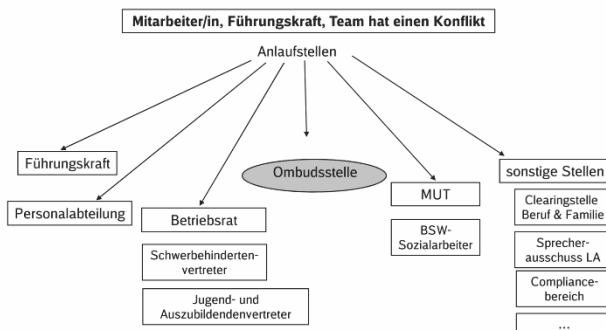 Mitarbeiter/in, Führungskraft, Team hat einen Konflikt
Anlaufstellen
Führungskraft
Personalabteilung
Betriebsrat
Schwerbehinderten-
vertreter
Jugend- und
Auszubildendenvertreter
Ombudsstelle
MUT
BSW-
Sozialarbeiter
sonstige Stellen
Clearingstelle
Beruf & Familie
Sprecher-
ausschuss LA
Compliance-
bereich
...